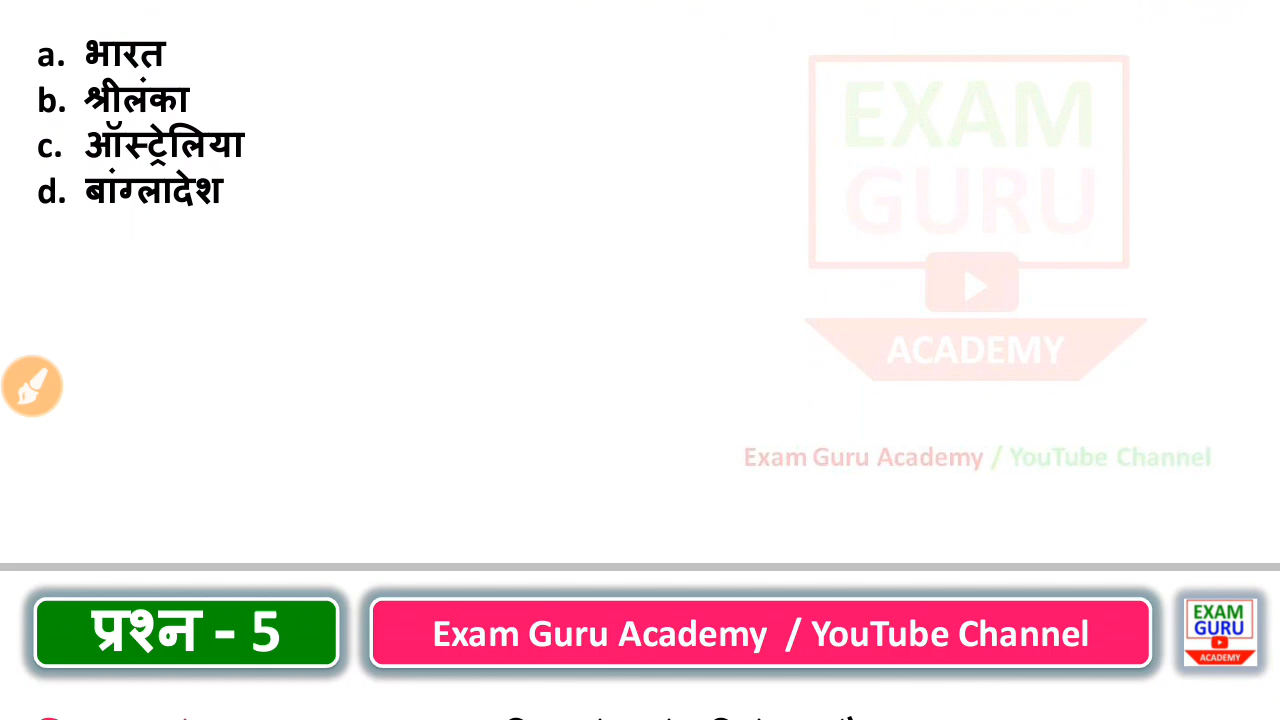 GURU
a. भारत
b. श्रीलंका
c. ऑस्ट्रेलिया
d. बांग्लादेश
EXAM
GURU
ACADEMY
Exam Guru Academy / YouTube Channel
प्रश्न - 5
Exam Guru Academy / YouTube Channel
EXAM
GURU
ACADEMY